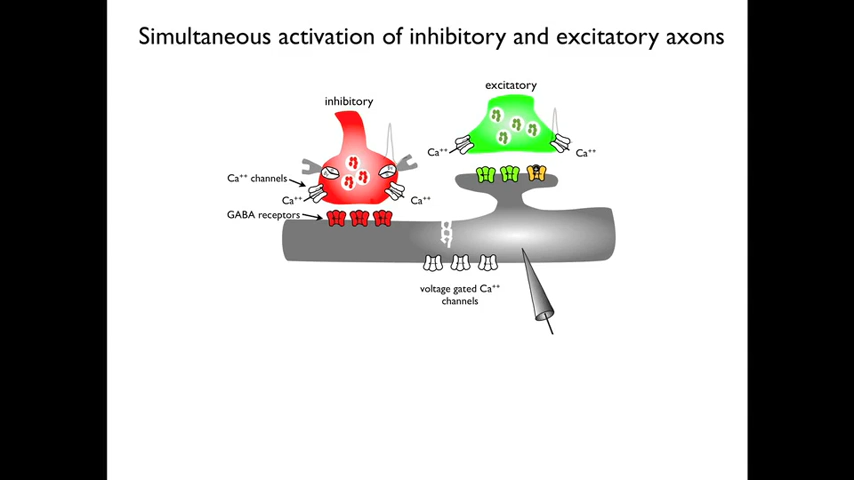 Simultaneous activation of inhibitory and excitatory axons
excitatory
inhibitory
Ca++
Ca++
Ca++ channels
Ca++
Ca++
GABA receptors
voltage gated Ca++
channels